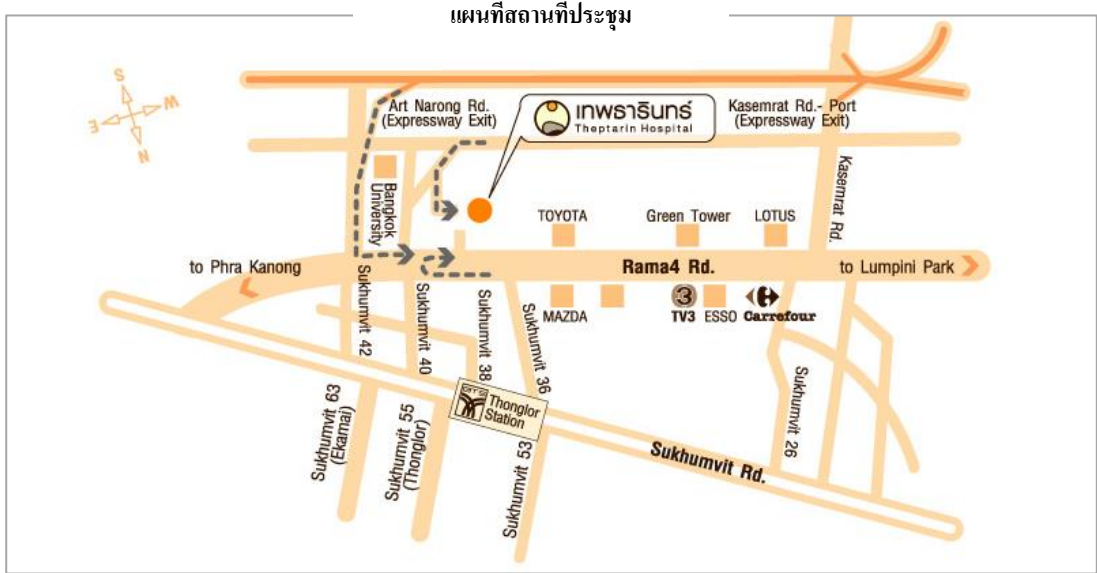 แผนที่สถานที่ประชุม
S
W
E
N
Art Narong Rd.
(Expressway Exit)
เทพธารินทร์
Theptarin Hospital
Kasemrat Rd.- Port
(Expressway Exit)
Kasemrat Rd.
Bangkok
University
TOYOTA
Green Tower
LOTUS
to Phra Kanong
Rama4 Rd.
to Lumpini Park
MAZDA
3
TV3
ESSO
Carrefour
Sukhumvit 42
Sukhumvit 40
Sukhumvit 38
Sukhumvit 36
Sukhumvit 26
BTS
Thonglor
Station
Sukhumvit 63
(Ekamai)
Sukhumvit 55
(Thonglor)
Sukhumvit 53
Sukhumvit Rd.